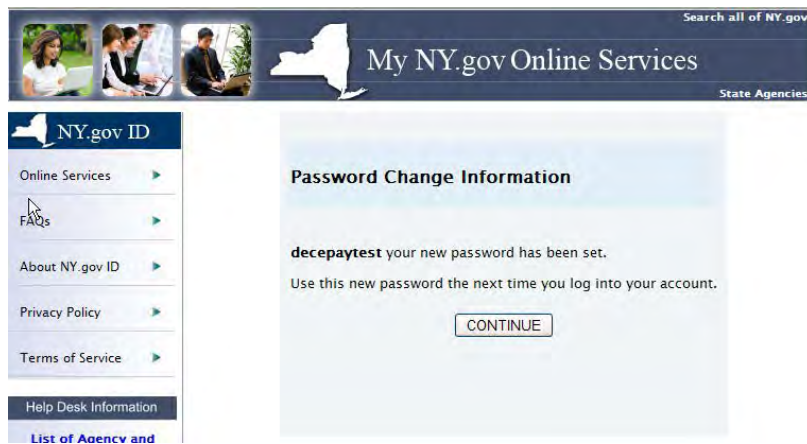 Search all of NY.gov
My NY.gov Online Services
State Agencies
NY.gov ID
Online Services
FAQs
About NY.gov ID
Privacy Policy
Terms of Service
Help Desk Information
List of Agency and
Password Change Information
decepaytest your new password has been set.
Use this new password the next time you log into your account.
CONTINUE